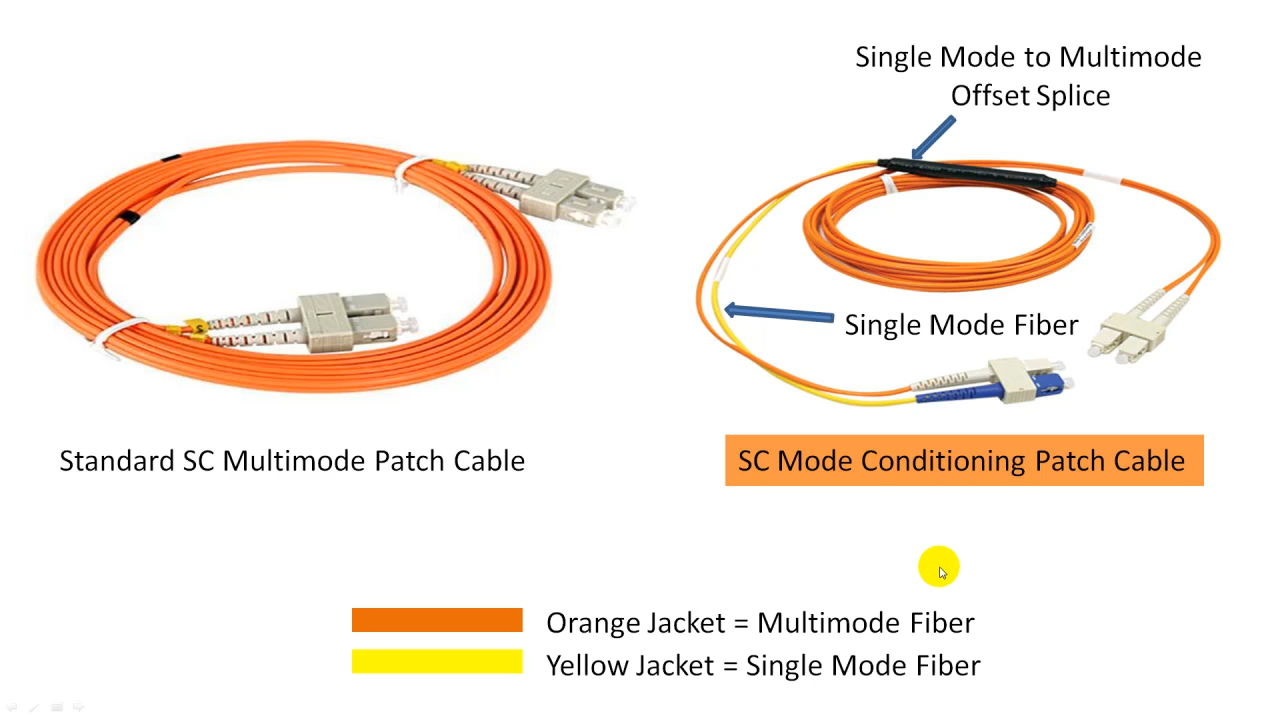 Single Mode to Multimode
Offset Splice
Single Mode Fiber
Standard SC Multimode Patch Cable
SC Mode Conditioning Patch Cable
Orange Jacket = Multimode Fiber
Yellow Jacket = Single Mode Fiber